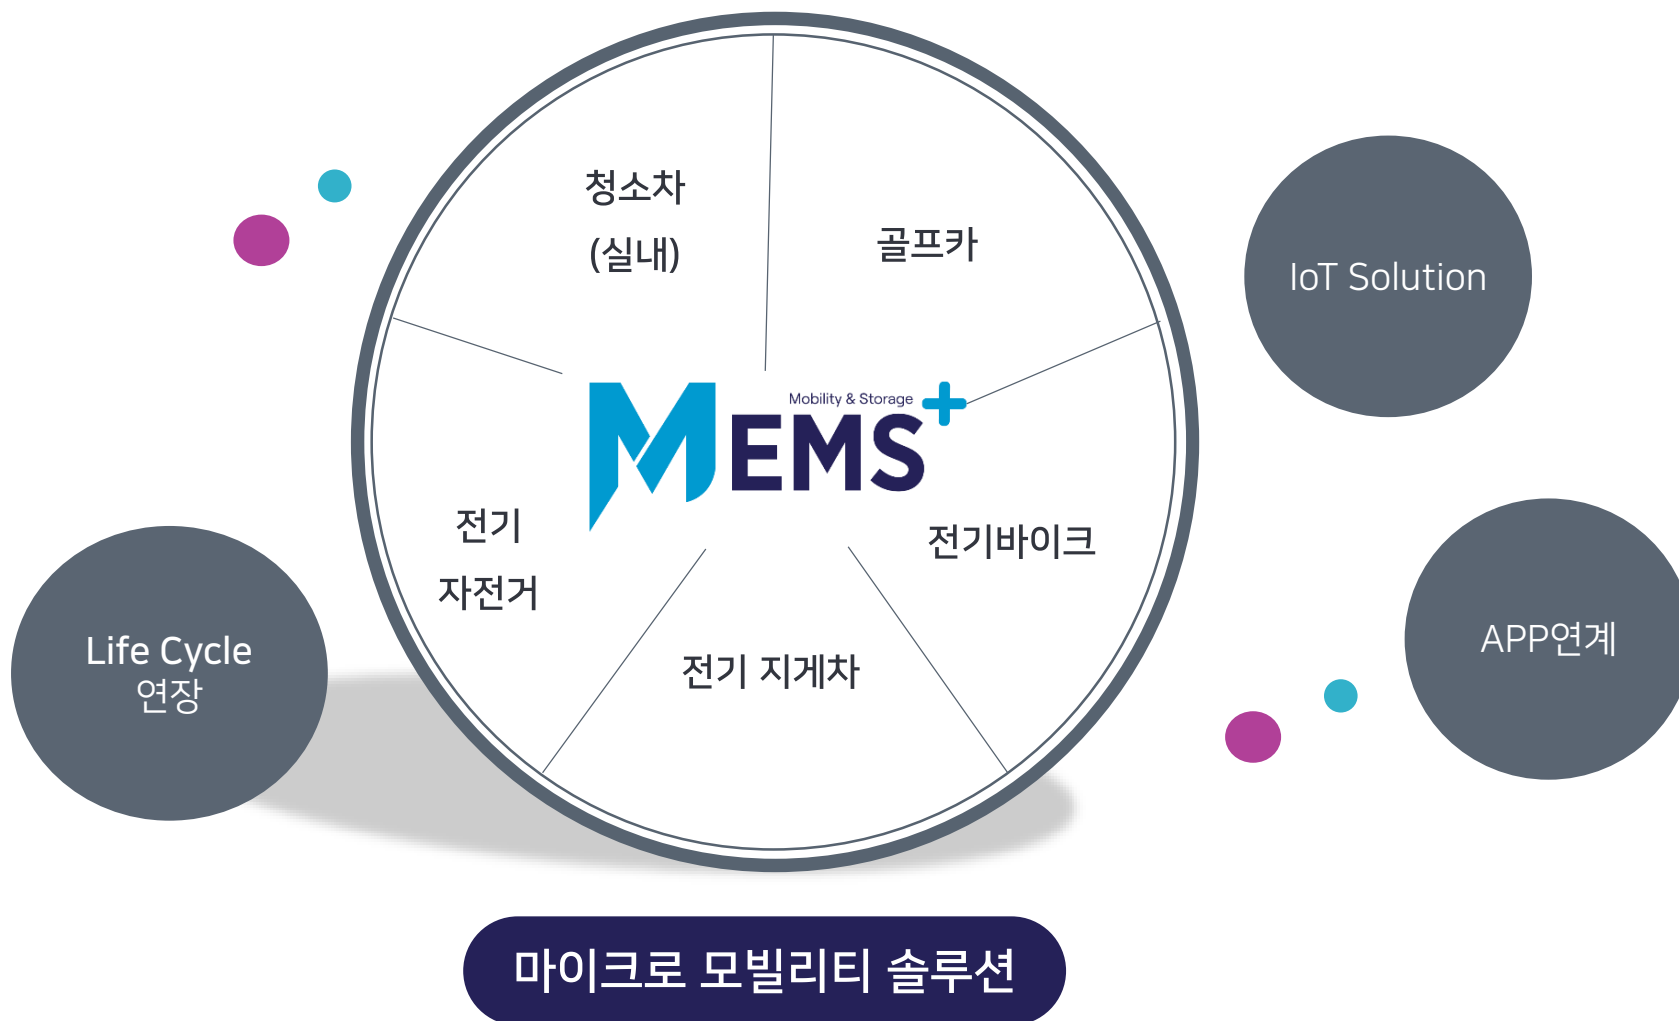 청소차
(실내)
골프카
IoT Solution
Mobility & Storage
MEMS+
전기
자전거
전기바이크
전기 지게차
Life Cycle
연장
APP연계
마이크로 모빌리티 솔루션